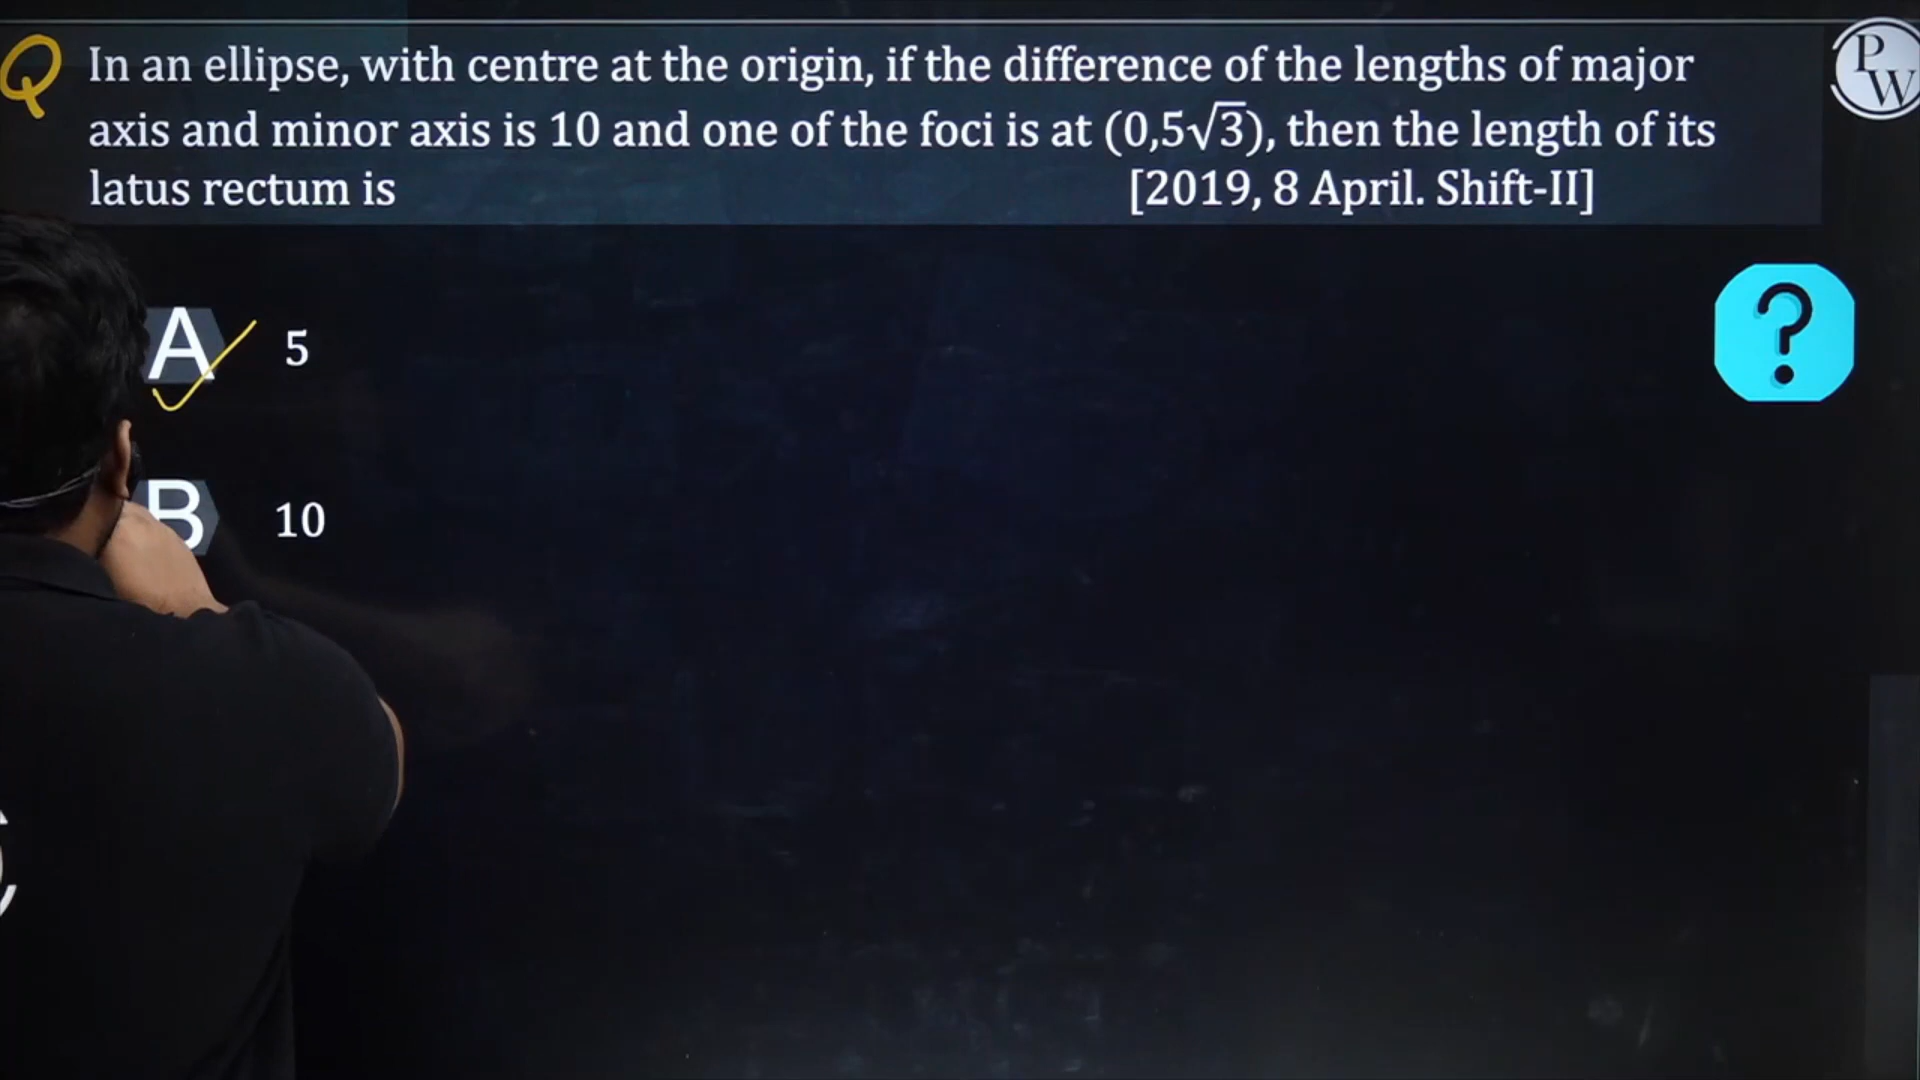 Q In an ellipse, with centre at the origin, if the difference of the lengths of major
axis and minor axis is 10 and one of the foci is at (0,5√3), then the length of its
latus rectum is [2019, 8 April. Shift-II]
PW
?
A 5
B 10